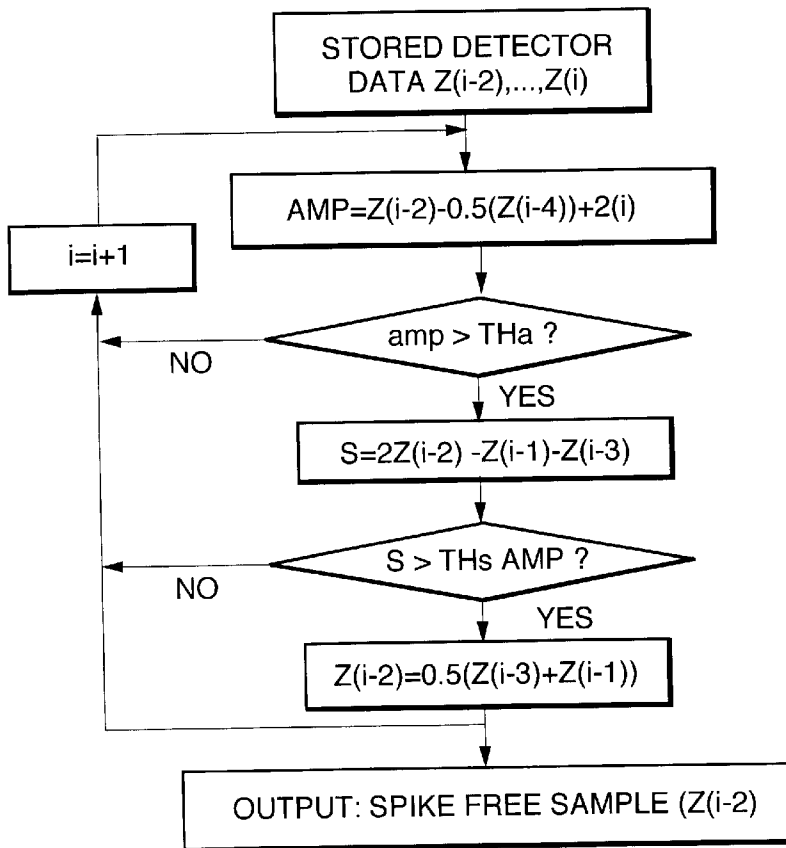 STORED DETECTOR
DATA Z(i-2),...,Z(i)
AMP=Z(i-2)-0.5(Z(i-4))+2(i)
i=i+1
amp > THa ?
NO
YES
S=2Z(i-2) -Z(i-1)-Z(i-3)
S > THs AMP ?
NO
YES
Z(i-2)=0.5(Z(i-3)+Z(i-1))
OUTPUT: SPIKE FREE SAMPLE (Z(i-2)